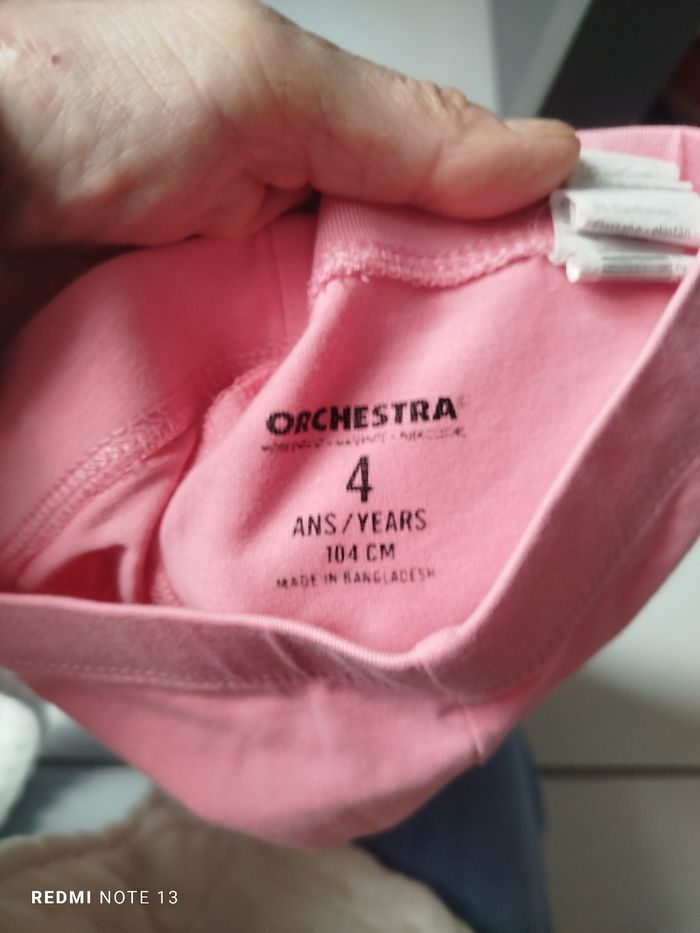 ORCHESTRA
4
ANS/YEARS
104 CM
MADE IN BANGLADESH
REDMI NOTE 13